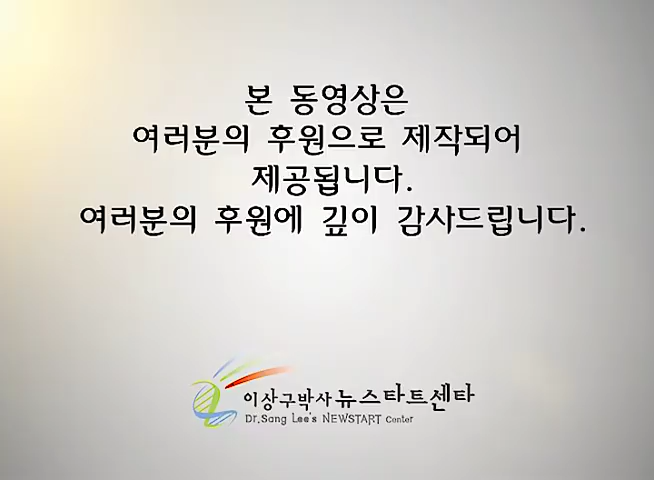 본 동영상은
여러분의 후원으로 제작되어
제공됩니다.
여러분의 후원에 깊이 감사드립니다.
이상구박사뉴스타트센타
Dr.Sang Lee's NEWSTART Center